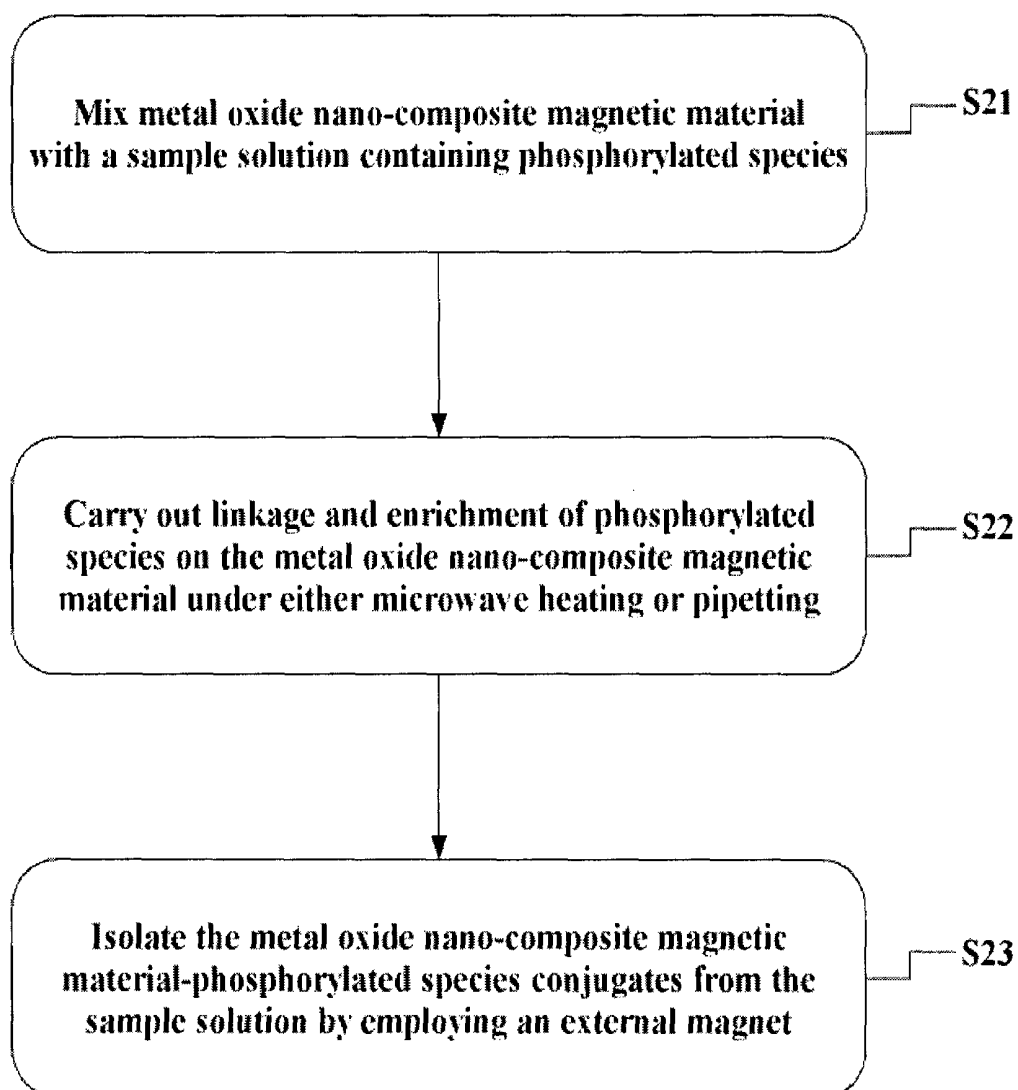 Mix metal oxide nano-composite magnetic material
with a sample solution containing phosphorylated species
S21
Carry out linkage and enrichment of phosphorylated
species on the metal oxide nano-composite magnetic
material under either microwave heating or pipetting
S22
Isolate the metal oxide nano-composite magnetic
material-phosphorylated species conjugates from the
sample solution by employing an external magnet
S23